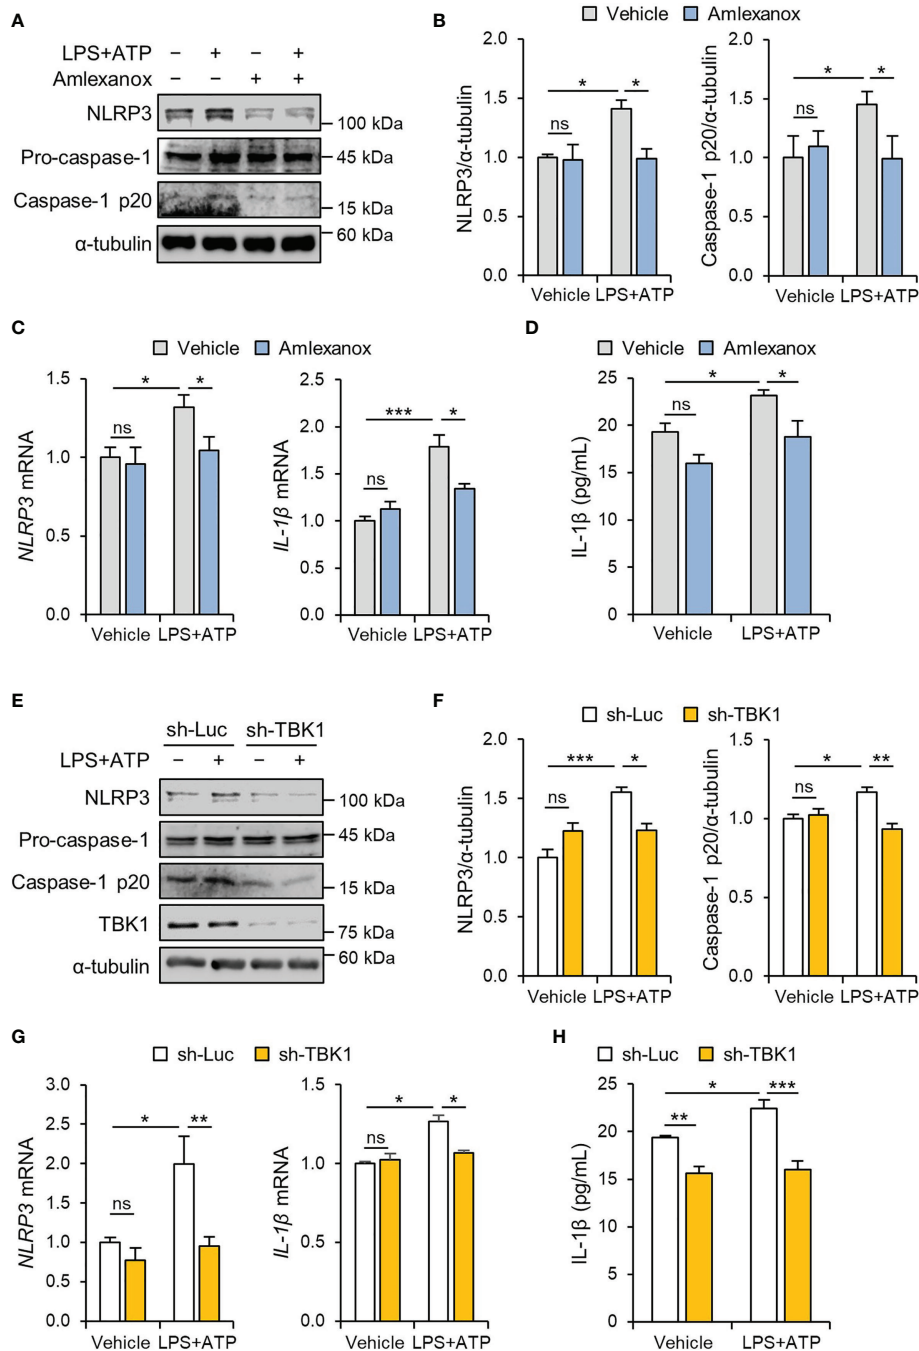 A
LPS+ATP − + − +
Amlexanox − − + +
NLRP3
100 kDa
Pro-caspase-1
45 kDa
Caspase-1 p20
15 kDa
α-tubulin
60 kDa
B
Vehicle Amlexanox
NLRP3/α-tubulin
2.0
1.5
1.0
0.5
0.0
ns * *
Vehicle LPS+ATP
Caspase-1 p20/α-tubulin
2.0
1.5
1.0
0.5
0.0
ns * *
Vehicle LPS+ATP
C
Vehicle Amlexanox
NLRP3 mRNA
1.5
1.0
0.5
0.0
ns * *
Vehicle LPS+ATP
IL-1β mRNA
2.5
2.0
1.5
1.0
0.5
0.0
ns *** *
Vehicle LPS+ATP
D
Vehicle Amlexanox
IL-1β (pg/mL)
25
20
15
10
5
0
ns * *
Vehicle LPS+ATP
E
sh-Luc sh-TBK1
LPS+ATP − + − +
NLRP3
100 kDa
Pro-caspase-1
45 kDa
Caspase-1 p20
15 kDa
TBK1
75 kDa
α-tubulin
60 kDa
F
sh-Luc sh-TBK1
NLRP3/α-tubulin
2.0
1.5
1.0
0.5
0.0
ns *** *
Vehicle LPS+ATP
Caspase-1 p20/α-tubulin
1.5
1.0
0.5
0.0
ns * **
Vehicle LPS+ATP
G
sh-Luc sh-TBK1
NLRP3 mRNA
3.0
2.5
2.0
1.5
1.0
0.5
0.0
ns * **
Vehicle LPS+ATP
IL-1β mRNA
1.5
1.0
0.5
0.0
ns * *
Vehicle LPS+ATP
H
sh-Luc sh-TBK1
IL-1β (pg/mL)
25
20
15
10
5
0
** * ***
Vehicle LPS+ATP